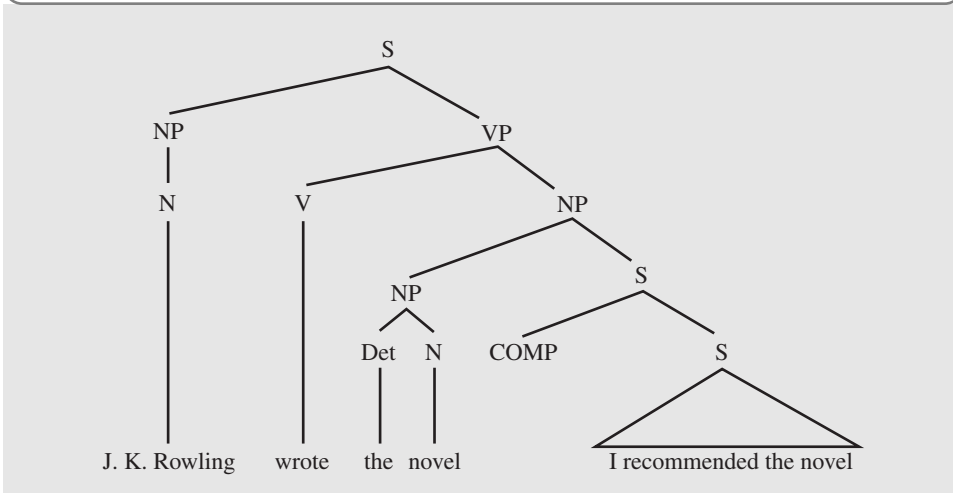 S
NP VP
N V NP
NP S
Det N COMP S
J. K. Rowling wrote the novel I recommended the novel